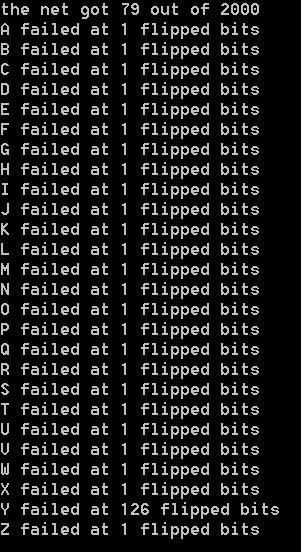 the net got 79 out of 2000
A failed at 1 flipped bits
B failed at 1 flipped bits
C failed at 1 flipped bits
D failed at 1 flipped bits
E failed at 1 flipped bits
F failed at 1 flipped bits
G failed at 1 flipped bits
H failed at 1 flipped bits
I failed at 1 flipped bits
J failed at 1 flipped bits
K failed at 1 flipped bits
L failed at 1 flipped bits
M failed at 1 flipped bits
N failed at 1 flipped bits
O failed at 1 flipped bits
P failed at 1 flipped bits
Q failed at 1 flipped bits
R failed at 1 flipped bits
S failed at 1 flipped bits
T failed at 1 flipped bits
U failed at 1 flipped bits
V failed at 1 flipped bits
W failed at 1 flipped bits
X failed at 1 flipped bits
Y failed at 126 flipped bits
Z failed at 1 flipped bits